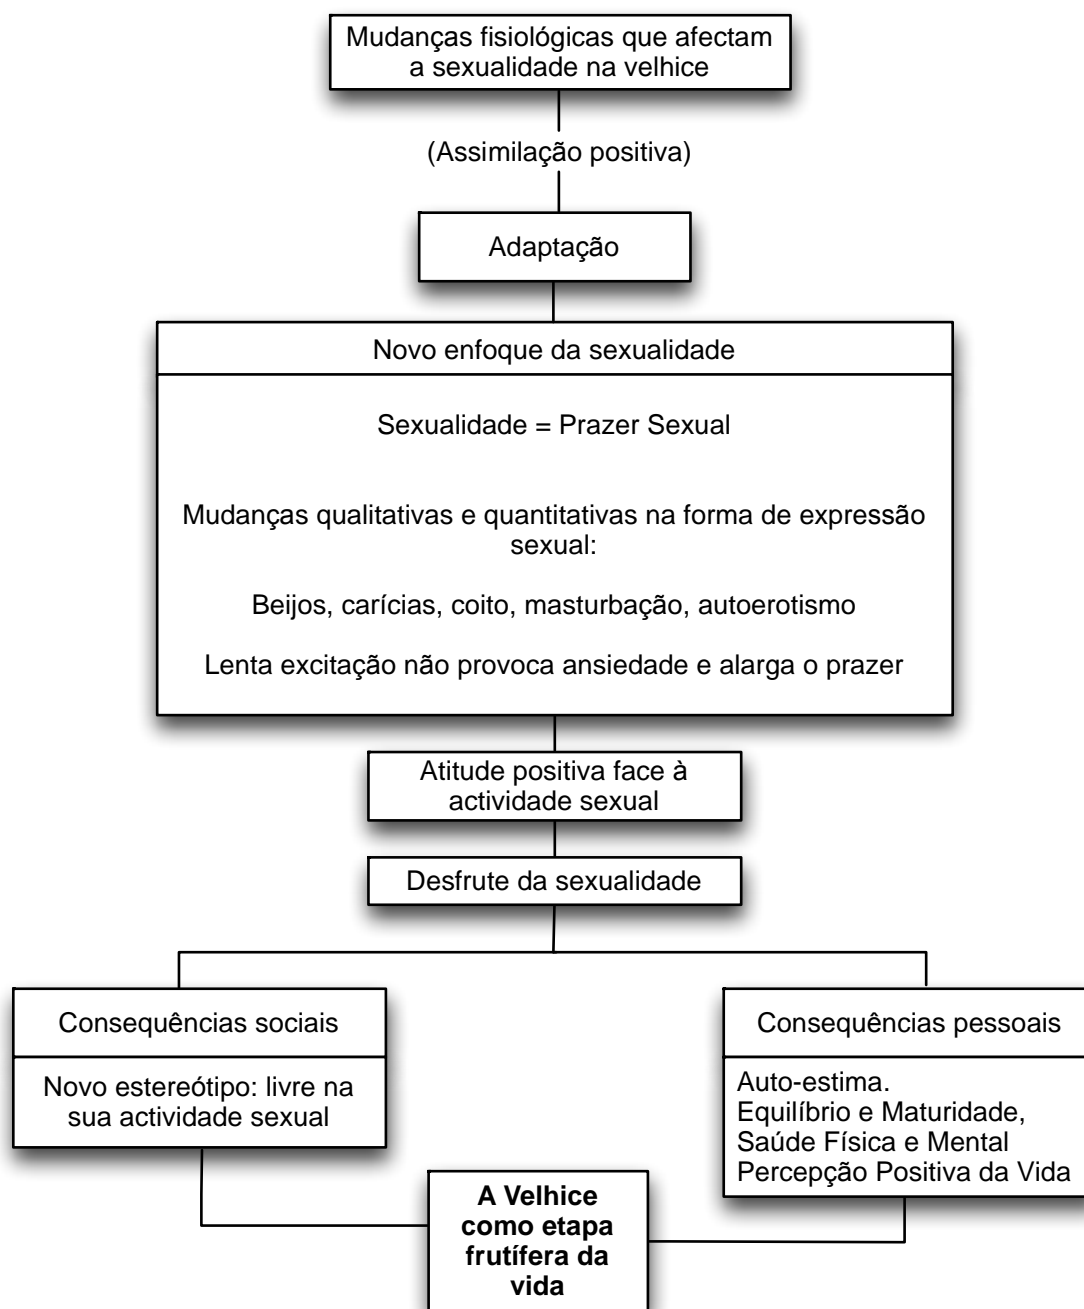 Mudanças fisiológicas que afectam
a sexualidade na velhice
(Assimilação positiva)
Adaptação
Novo enfoque da sexualidade
Sexualidade = Prazer Sexual
Mudanças qualitativas e quantitativas na forma de expressão
sexual:
Beijos, carícias, coito, masturbação, autoerotismo
Lenta excitação não provoca ansiedade e alarga o prazer
Atitude positiva face à
actividade sexual
Desfrute da sexualidade
Consequências sociais
Novo estereótipo: livre na
sua actividade sexual
Consequências pessoais
Auto-estima.
Equilíbrio e Maturidade,
Saúde Física e Mental
Percepção Positiva da Vida
A Velhice
como etapa
frutífera da
vida